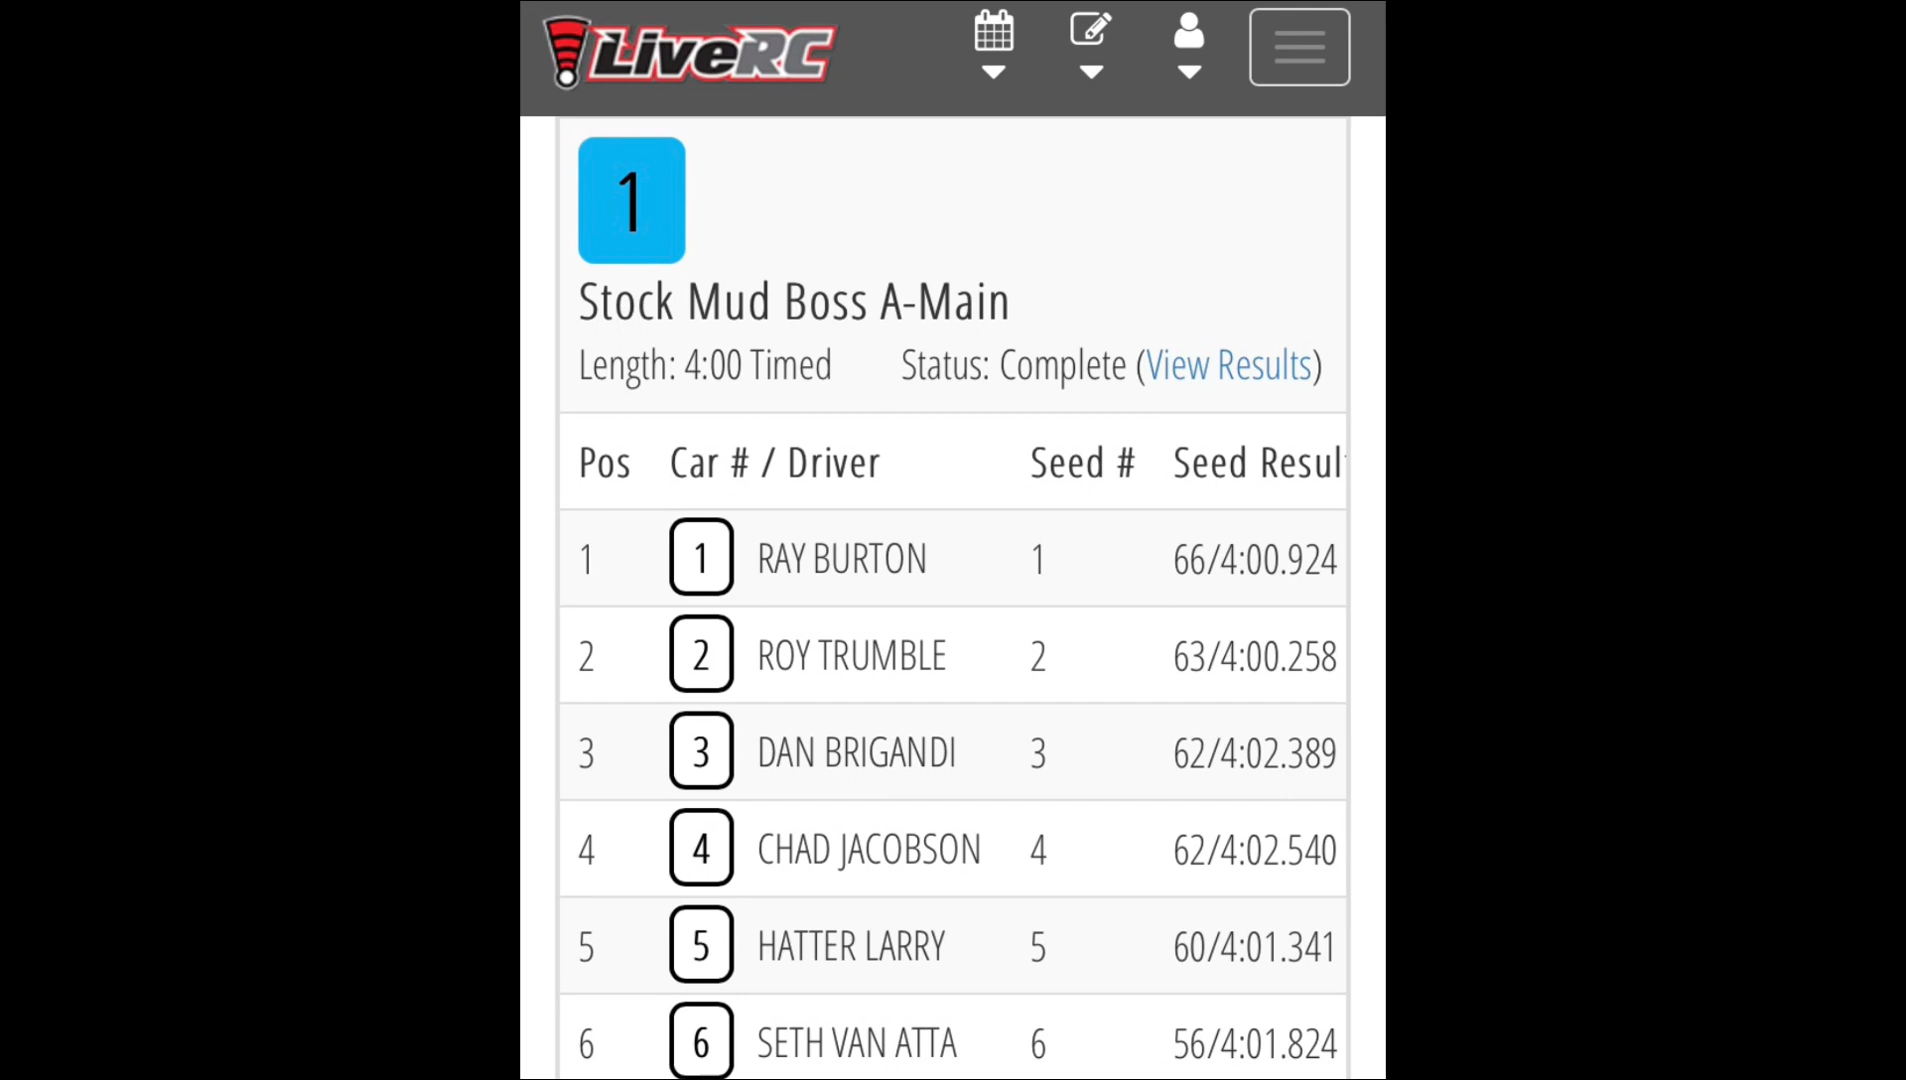 LiveRC
1
Stock Mud Boss A-Main
Length: 4:00 Timed Status: Complete (View Results)
Pos Car # / Driver Seed # Seed Resul
1 1 RAY BURTON 1 66/4:00.924
2 2 ROY TRUMBLE 2 63/4:00.258
3 3 DAN BRIGANDI 3 62/4:02.389
4 4 CHAD JACOBSON 4 62/4:02.540
5 5 HATTER LARRY 5 60/4:01.341
6 6 SETH VAN ATTA 6 56/4:01.824